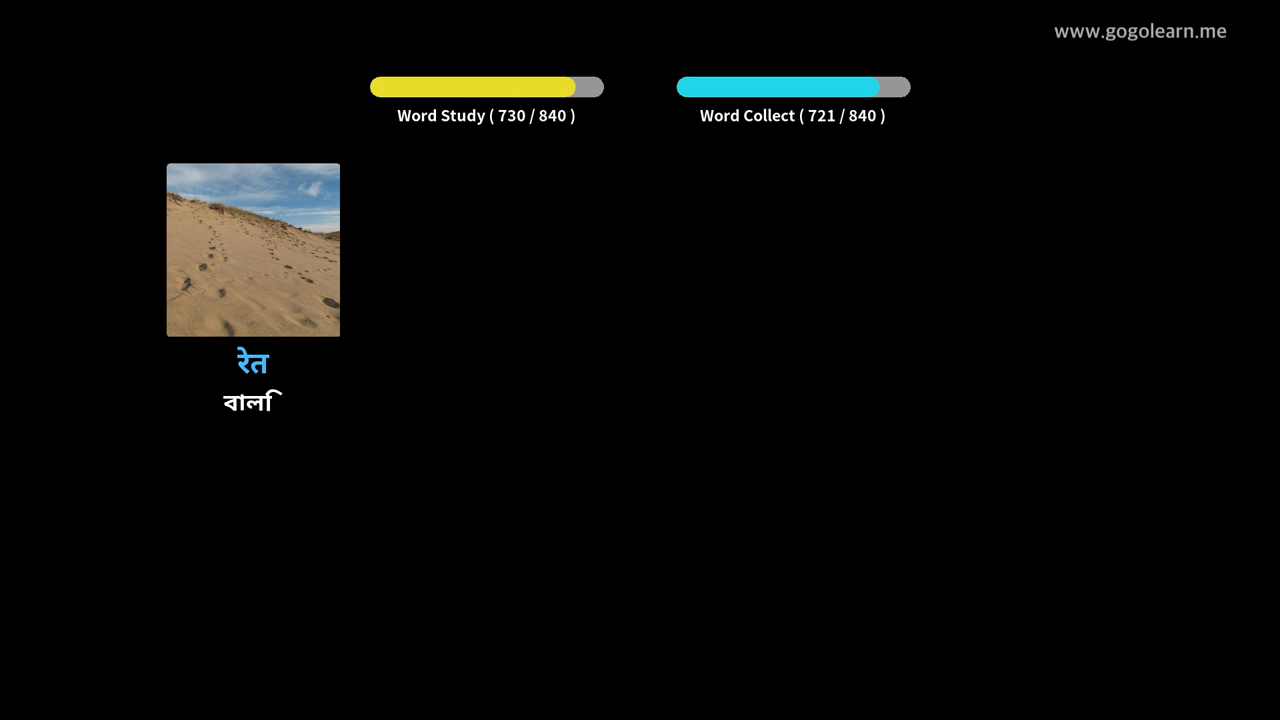 www.gogolearn.me
Word Study ( 730 / 840 )
Word Collect ( 721 / 840 )
रेत
বালি